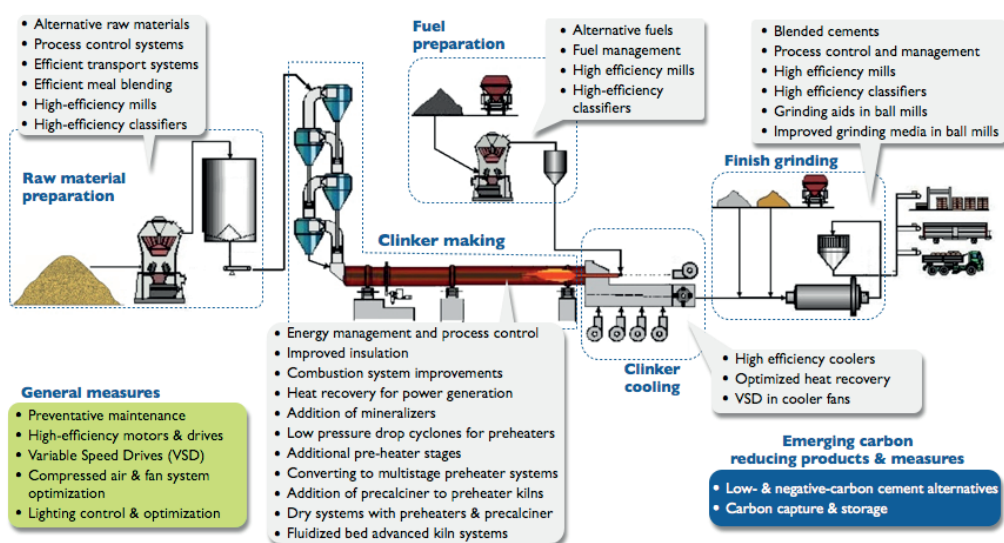 • Alternative raw materials
• Process control systems
• Efficient transport systems
• Efficient meal blending
• High-efficiency mills
• High-efficiency classifiers
Raw material
preparation
Fuel
preparation
• Alternative fuels
• Fuel management
• High efficiency mills
• High-efficiency
classifiers
• Blended cements
• Process control and management
• High efficiency mills
• High efficiency classifiers
• Grinding aids in ball mills
• Improved grinding media in ball mills
Finish grinding
Clinker making
• Energy management and process control
• Improved insulation
• Combustion system improvements
• Heat recovery for power generation
• Addition of mineralizers
• Low pressure drop cyclones for preheaters
• Additional pre-heater stages
• Converting to multistage preheater systems
• Addition of precalciner to preheater kilns
• Dry systems with preheaters & precalciner
• Fluidized bed advanced kiln systems
Clinker
cooling
• High efficiency coolers
• Optimized heat recovery
• VSD in cooler fans
General measures
• Preventative maintenance
• High-efficiency motors & drives
• Variable Speed Drives (VSD)
• Compressed air & fan system
optimization
• Lighting control & optimization
Emerging carbon
reducing products & measures
• Low- & negative-carbon cement alternatives
• Carbon capture & storage